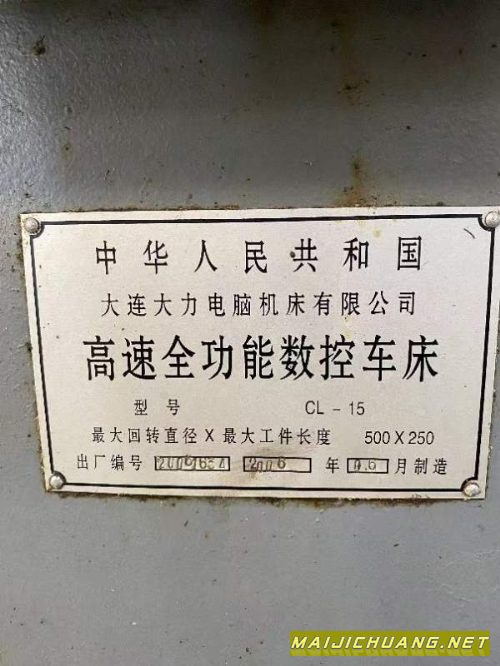 中华人民共和国
大连大力电脑机床有限公司
高速全功能数控车床
型号 CL-15
最大回转直径X最大工件长度 500X250
出厂编号 2006 年 06 月制造
MAIJICHUANG.NET